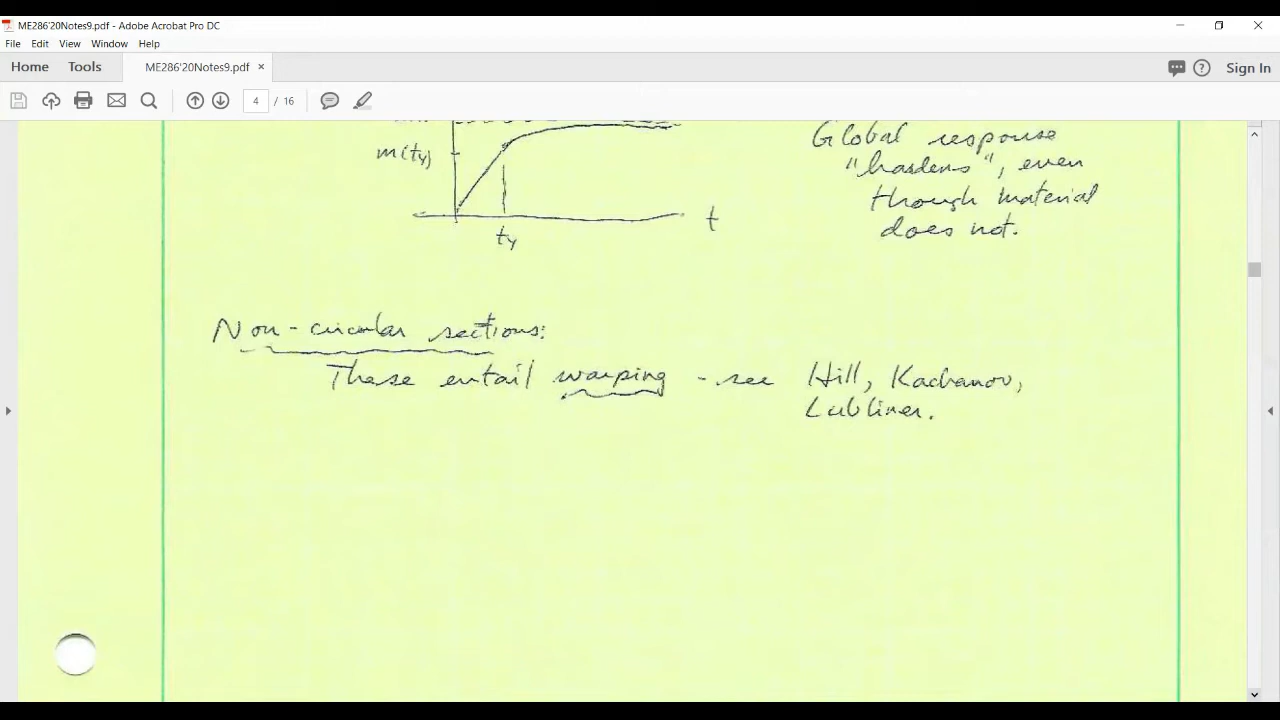 ME286'20Notes9.pdf - Adobe Acrobat Pro DC
File Edit View Window Help
Home Tools ME286'20Notes9.pdf × Sign In
4 / 16
m(ty)
ty
t
Global response
"hardens", even
though material
does not.
Non-circular sections:
These entail warping - see Hill, Kachanov,
Lubliner.